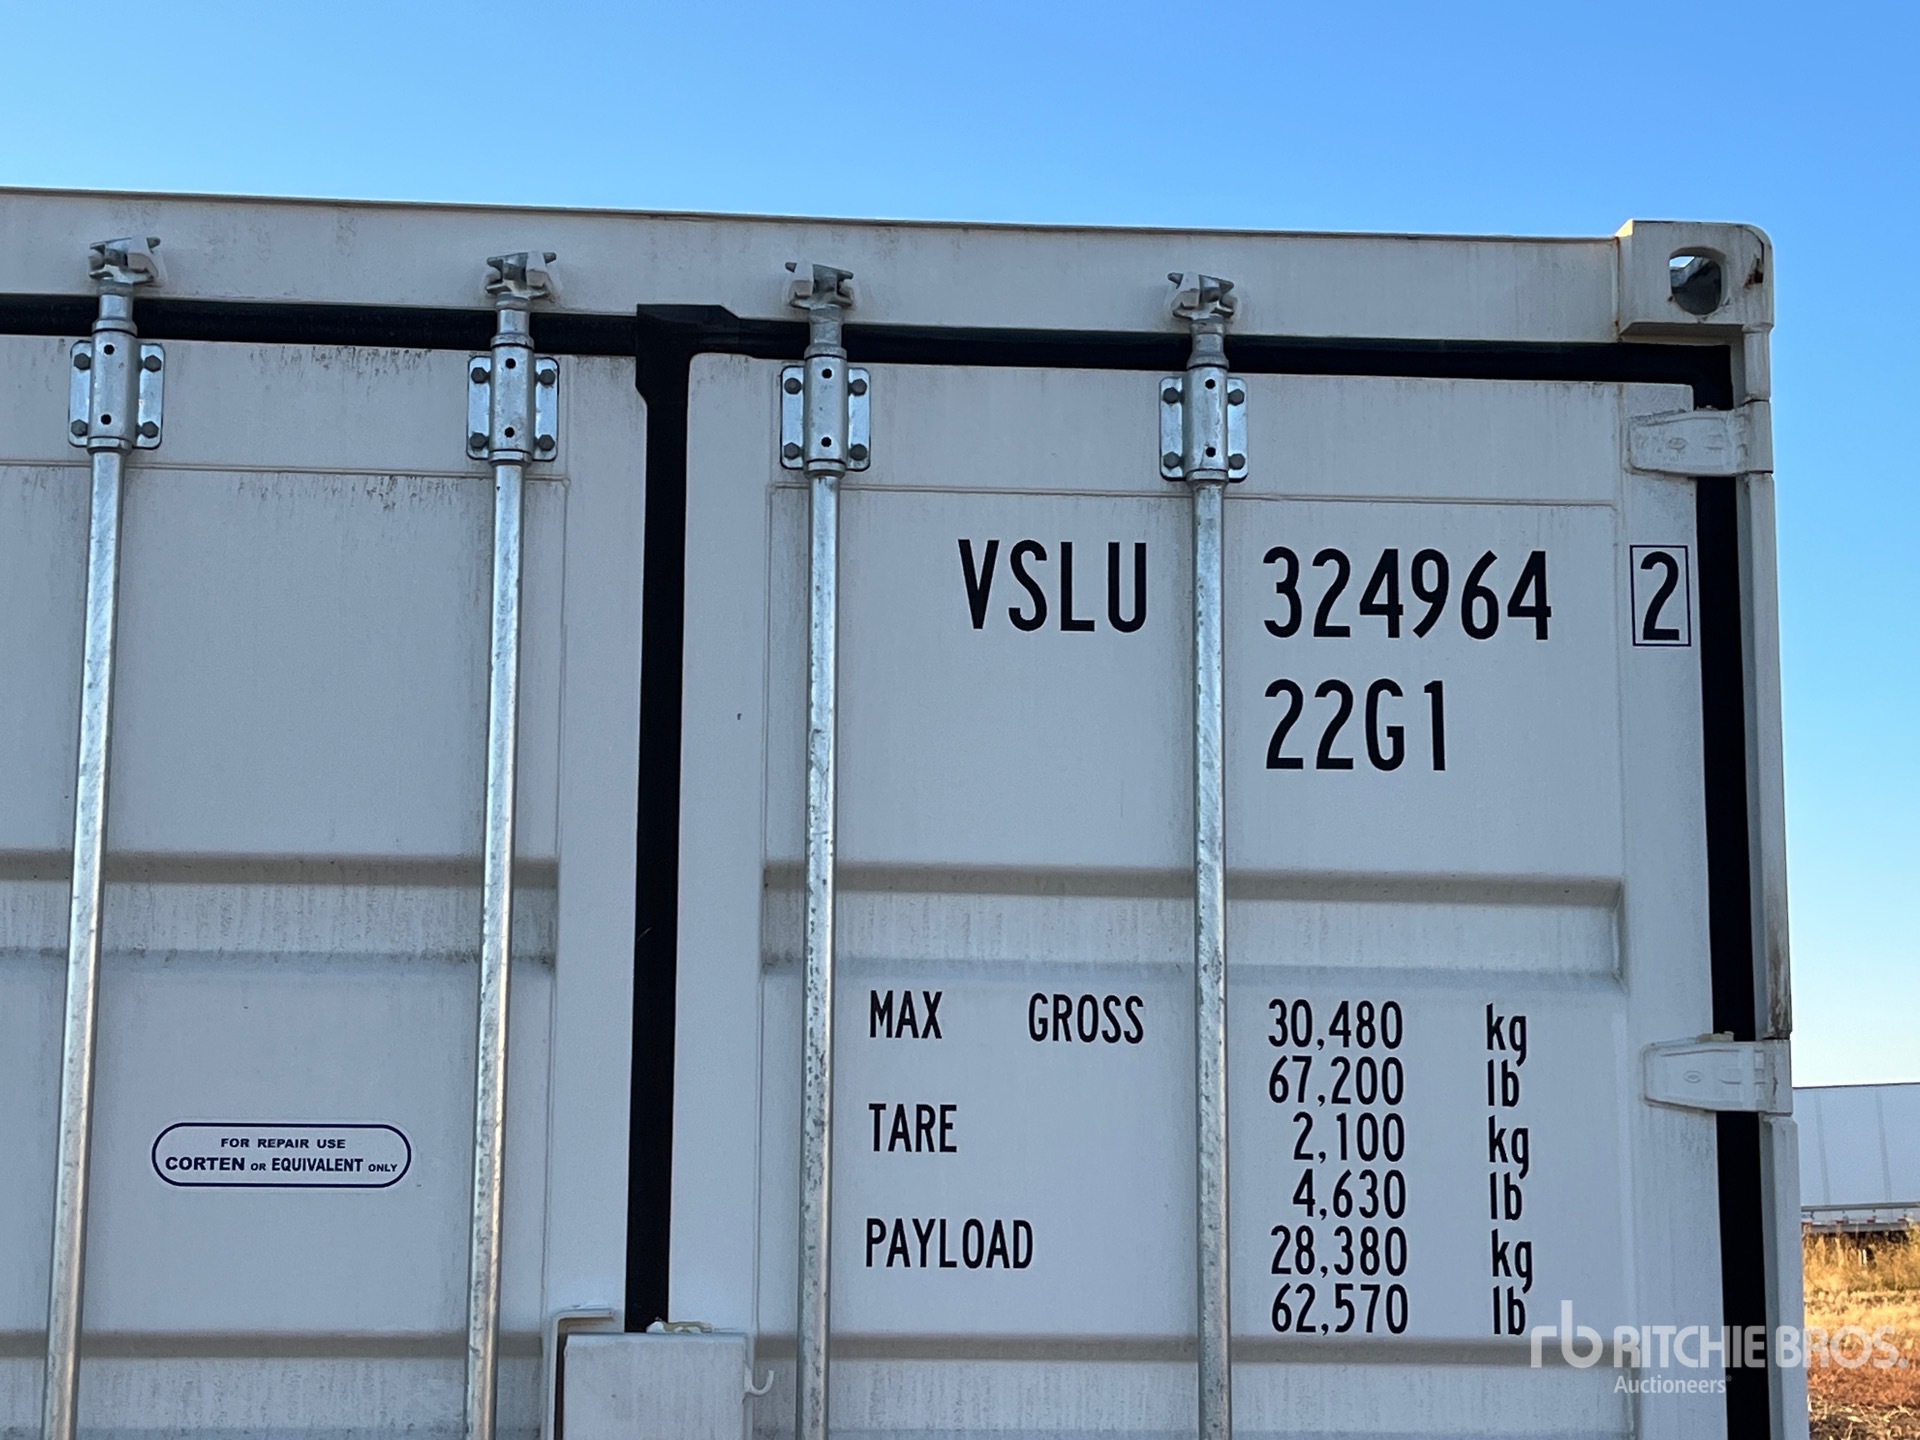 VSLU 324964 2
22G1
MAX GROSS 30,480 kg
67,200 lb
TARE 2,100 kg
4,630 lb
PAYLOAD 28,380 kg
62,570 lb
FOR REPAIR USE
CORTEN OR EQUIVALENT ONLY
rb RITCHIE BROS.
Auctioneers